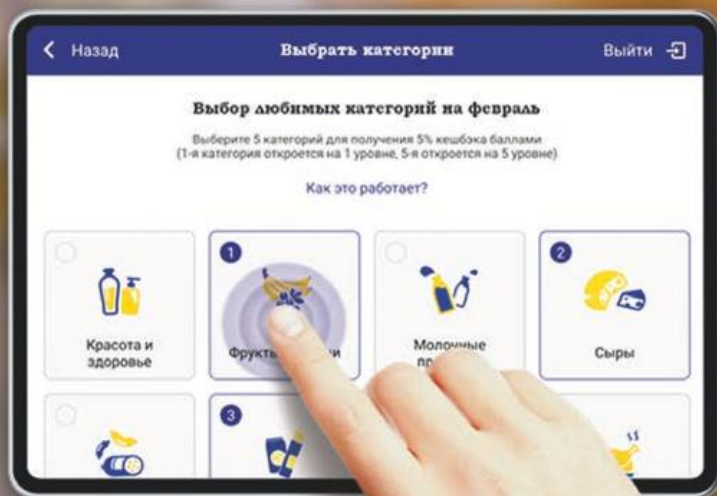 Назад
Выбрать категории
Выйти
Выбор любимых категорий на февраль
Выберите 5 категорий для получения 5% кешбэка баллами
(1-я категория откроется на 1 уровне, 5-я откроется на 5 уровне)
Как это работает?
1
2
Красота и
здоровье
Молочные
Сыры
3